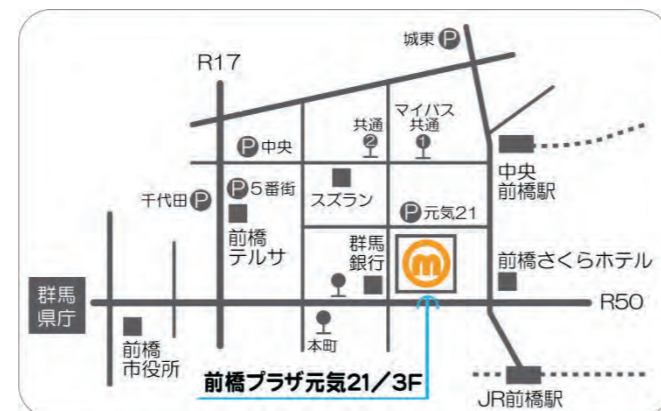 城東 P
R17
マイバス
共通
1
共通
2
P 中央
中央
前橋駅
千代田 P
P 5番街
スズラン
P 元気21
前橋
テルサ
群馬
銀行
m
前橋さくらホテル
群馬
県庁
R50
前橋
市役所
本町
前橋プラザ元気21／3F
JR前橋駅